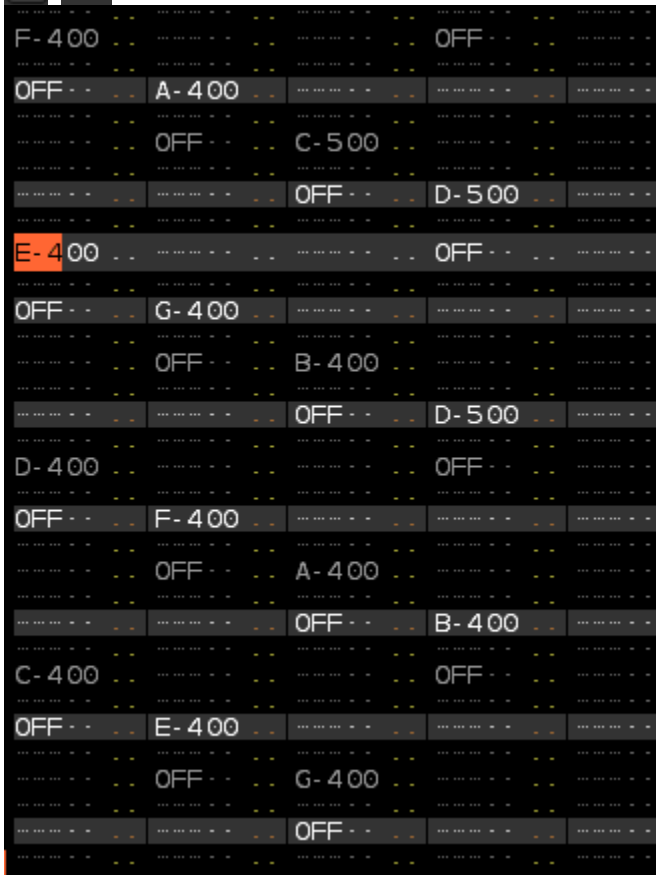 F-400 .. --- -- .. --- -- .. OFF-- .. --- --
--- -- .. --- -- .. --- -- .. --- -- .. --- --
OFF-- .. A-400 .. --- -- .. --- -- .. --- --
--- -- .. --- -- .. --- -- .. --- -- .. --- --
--- -- .. OFF-- .. C-500 .. --- -- .. --- --
--- -- .. --- -- .. --- -- .. --- -- .. --- --
--- -- .. --- -- .. OFF-- .. D-500 .. --- --
--- -- .. --- -- .. --- -- .. --- -- .. --- --
E-400 .. --- -- .. --- -- .. OFF-- .. --- --
--- -- .. --- -- .. --- -- .. --- -- .. --- --
OFF-- .. G-400 .. --- -- .. --- -- .. --- --
--- -- .. --- -- .. --- -- .. --- -- .. --- --
--- -- .. OFF-- .. B-400 .. --- -- .. --- --
--- -- .. --- -- .. --- -- .. --- -- .. --- --
--- -- .. --- -- .. OFF-- .. D-500 .. --- --
--- -- .. --- -- .. --- -- .. --- -- .. --- --
D-400 .. --- -- .. --- -- .. OFF-- .. --- --
--- -- .. --- -- .. --- -- .. --- -- .. --- --
OFF-- .. F-400 .. --- -- .. --- -- .. --- --
--- -- .. --- -- .. --- -- .. --- -- .. --- --
--- -- .. OFF-- .. A-400 .. --- -- .. --- --
--- -- .. --- -- .. --- -- .. --- -- .. --- --
--- -- .. --- -- .. OFF-- .. B-400 .. --- --
--- -- .. --- -- .. --- -- .. --- -- .. --- --
C-400 .. --- -- .. --- -- .. OFF-- .. --- --
--- -- .. --- -- .. --- -- .. --- -- .. --- --
OFF-- .. E-400 .. --- -- .. --- -- .. --- --
--- -- .. --- -- .. --- -- .. --- -- .. --- --
--- -- .. OFF-- .. G-400 .. --- -- .. --- --
--- -- .. --- -- .. --- -- .. --- -- .. --- --
--- -- .. --- -- .. OFF-- .. --- -- .. --- --
--- -- .. --- -- .. --- -- .. --- -- .. --- --